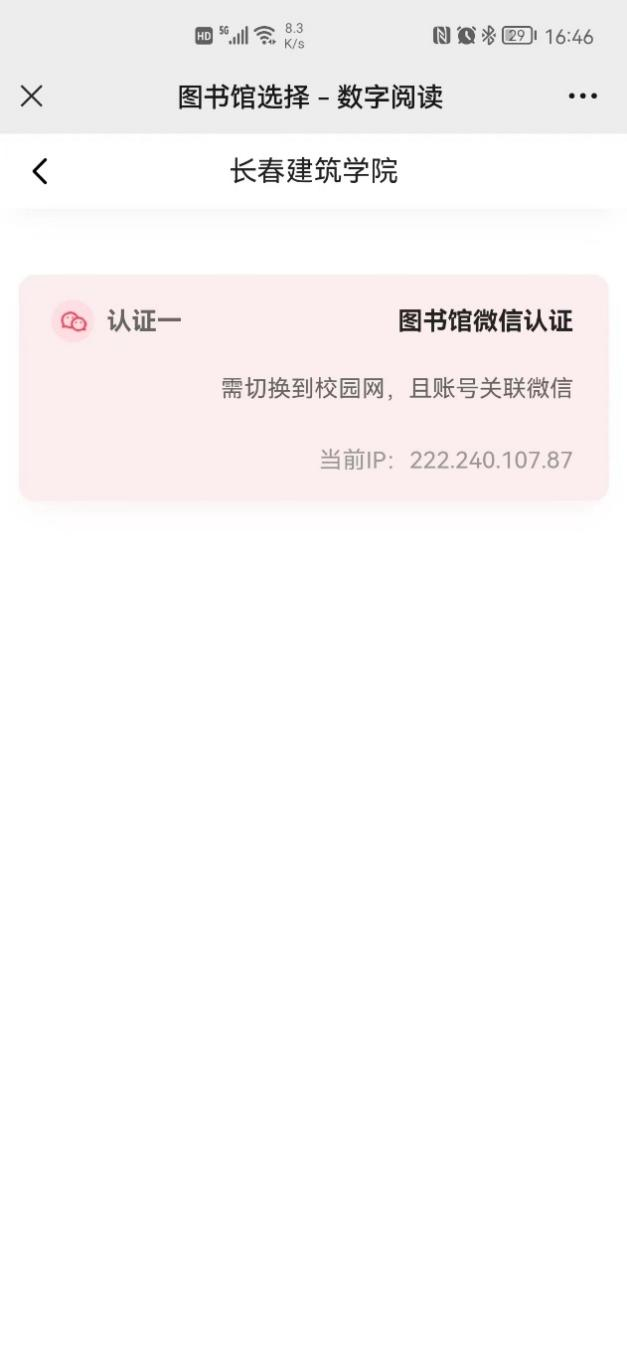 HD 5G 8.3 K/s 29 16:46
图书馆选择 - 数字阅读
长春建筑学院
认证一 图书馆微信认证
需切换到校园网，且账号关联微信
当前IP： 222.240.107.87